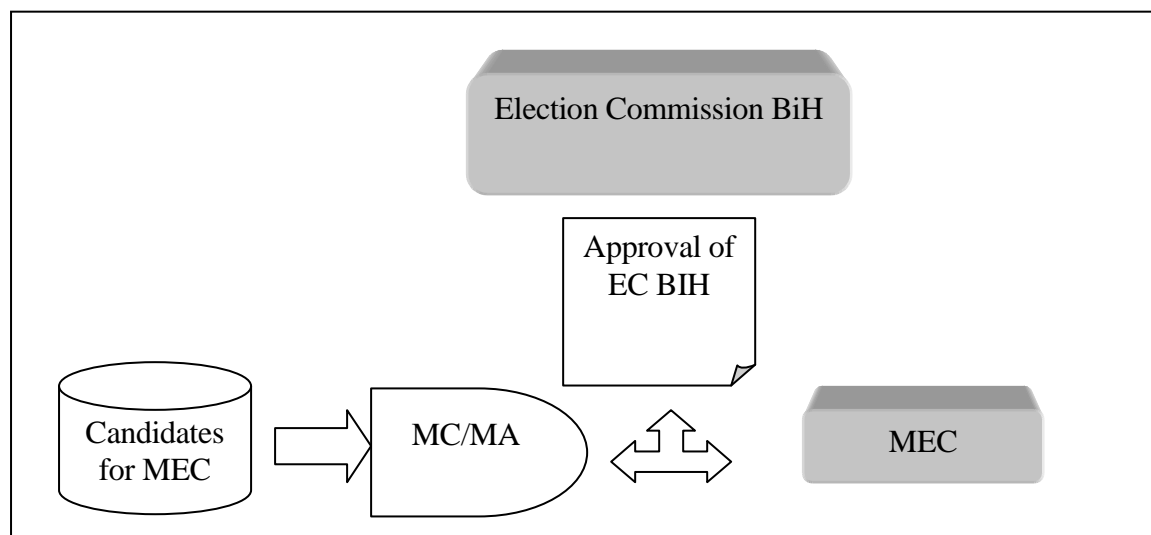 Election Commission BiH
Approval of
EC BIH
Candidates
for MEC
MC/MA
MEC